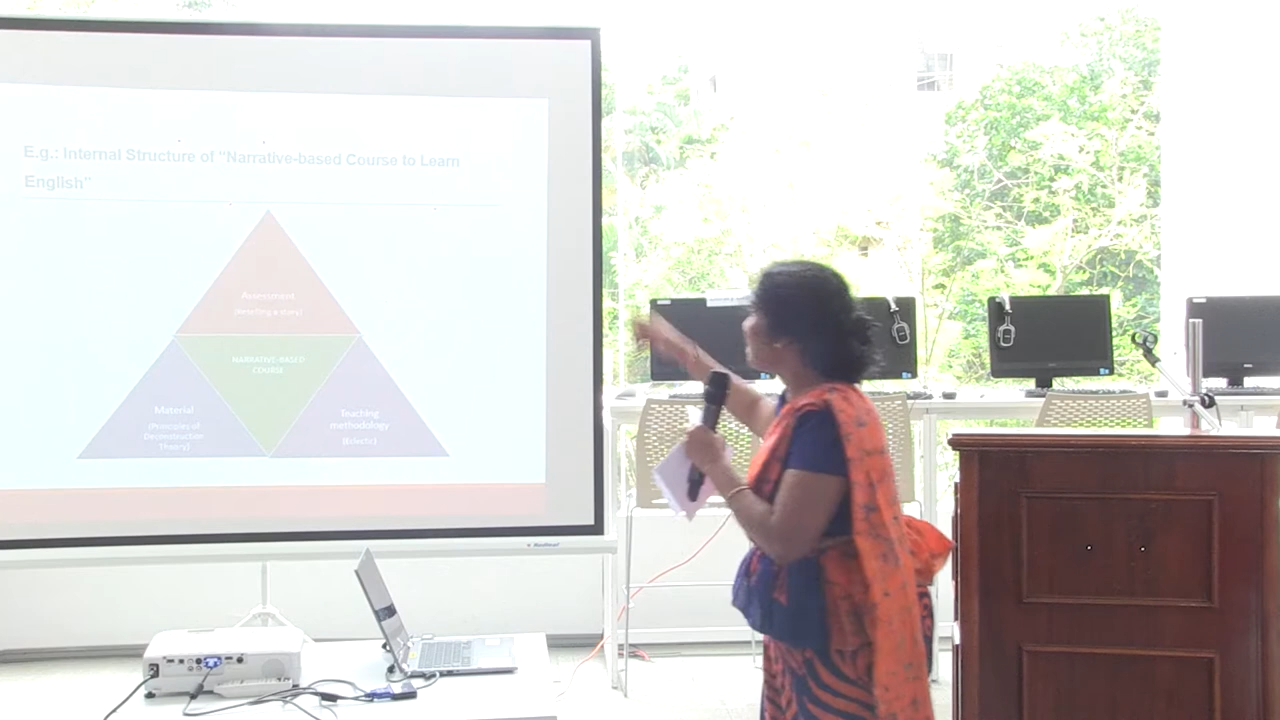 E.g.: Internal Structure of "Narrative-based Course to Learn
English"
Assessment
(Retelling a story)
NARRATIVE-BASED
COURSE
Material
(Principles of
Deconstruction
Theory)
Teaching
methodology
(Eclectic)